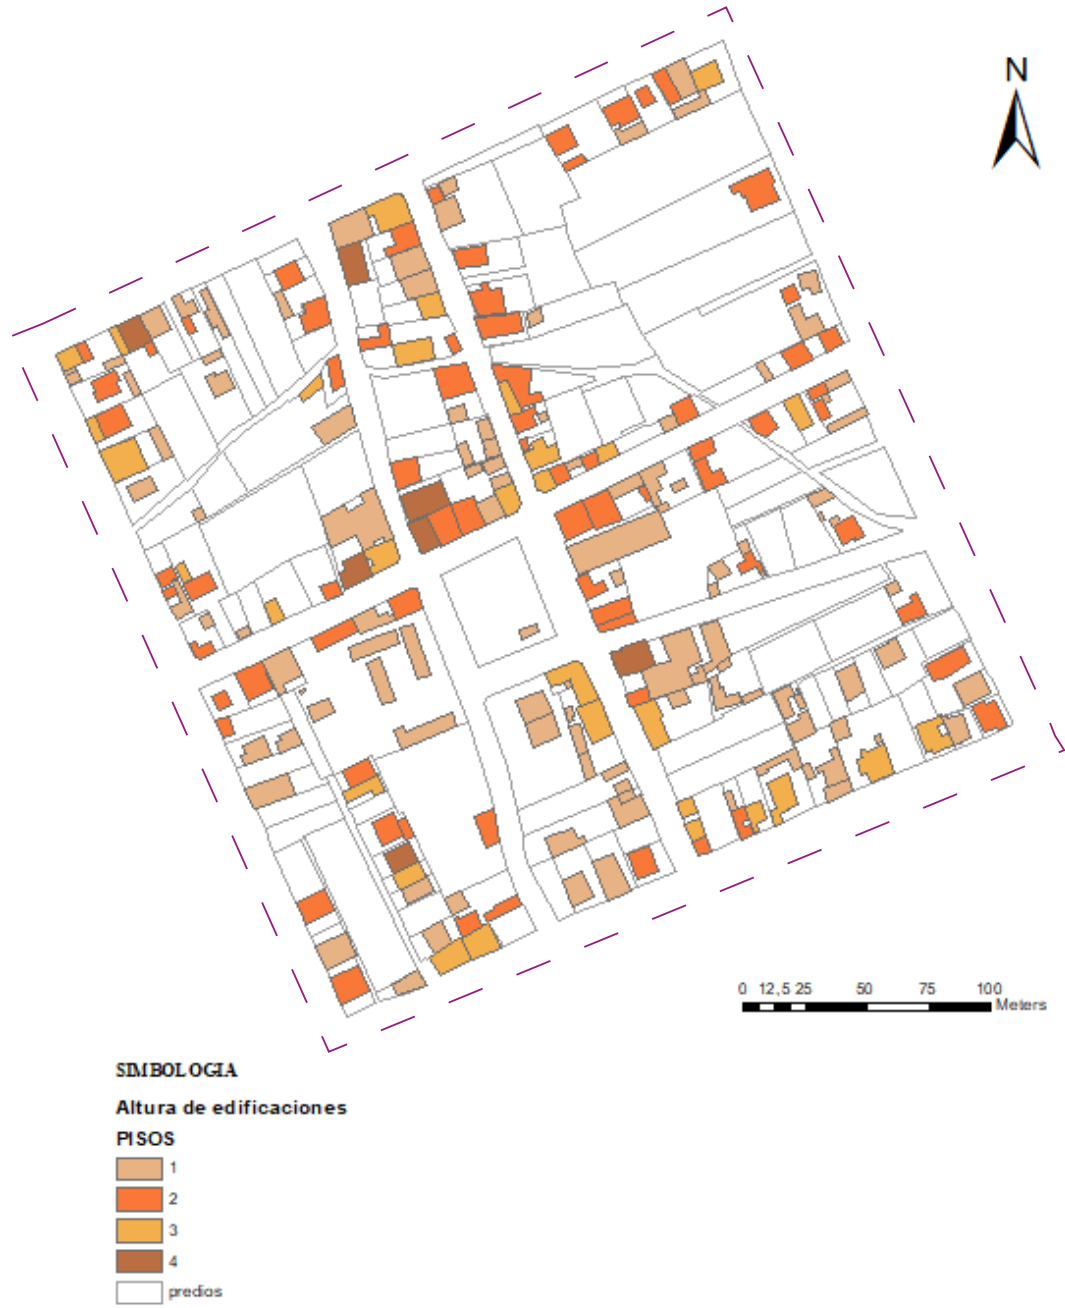 N
0 12,5 25 50 75 100
Meters
SIMBOLOGIA
Altura de edificaciones
PISOS
1
2
3
4
predios